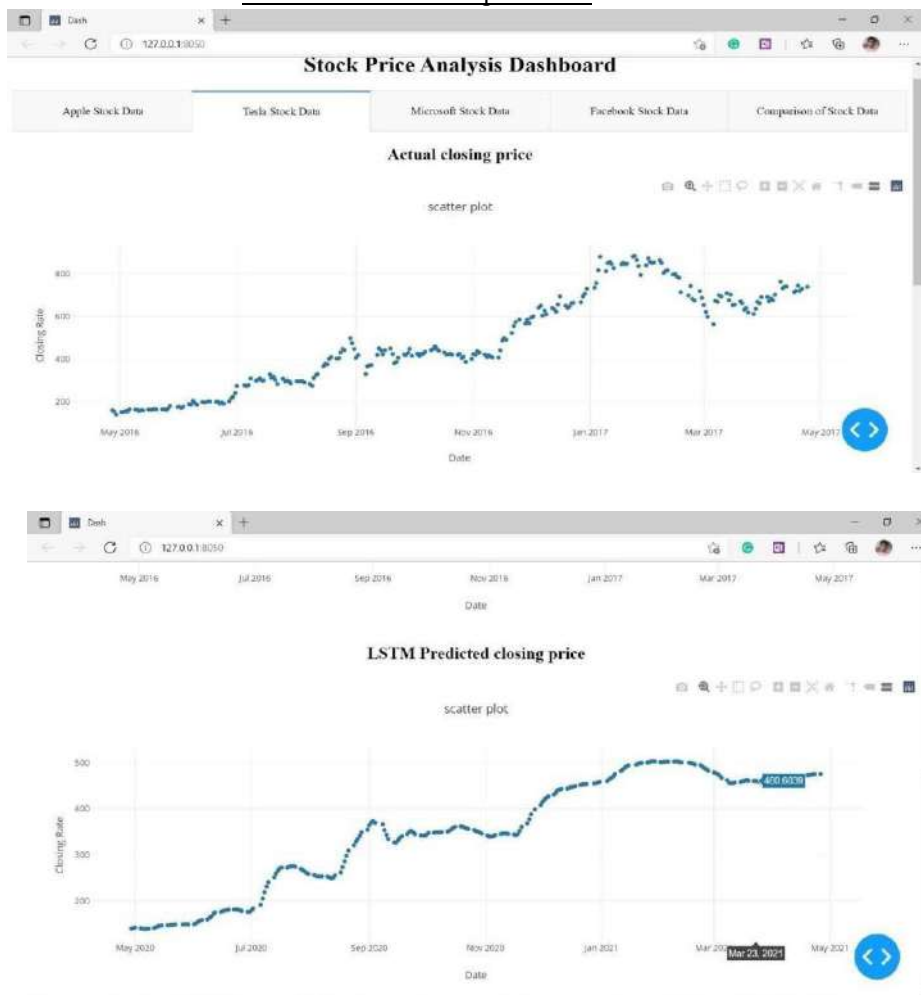 Dash
127.0.0.1:8050
Stock Price Analysis Dashboard
Apple Stock Data
Tesla Stock Data
Microsoft Stock Data
Facebook Stock Data
Comparison of Stock Data
Actual closing price
scatter plot
800
600
400
200
Closing Rate
May 2016
Jul 2016
Sep 2016
Nov 2016
Jan 2017
Mar 2017
May 2017
Date
Dash
127.0.0.1:8050
May 2016
Jul 2016
Sep 2016
Nov 2016
Jan 2017
Mar 2017
May 2017
Date
LSTM Predicted closing price
scatter plot
500
400
300
200
Closing Rate
460.6039
May 2020
Jul 2020
Sep 2020
Nov 2020
Jan 2021
Mar 202
Mar 23, 2021
May 2021
Date